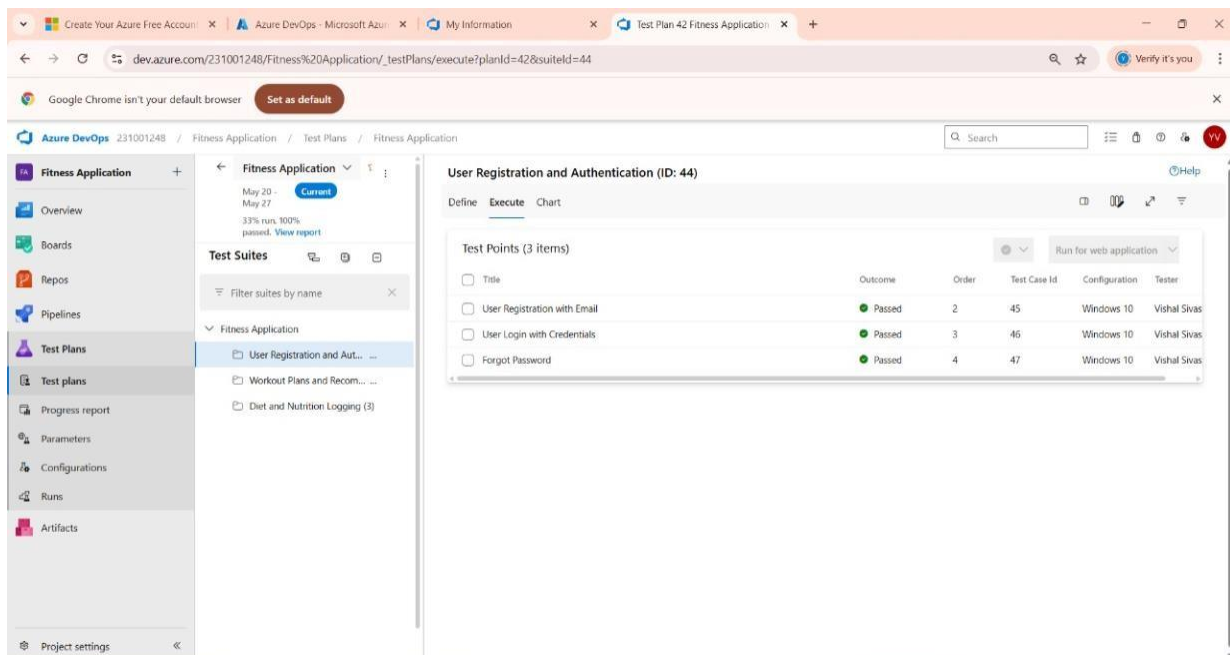 Create Your Azure Free Accoun
Azure DevOps - Microsoft Azur
My Information
Test Plan 42 Fitness Application
dev.azure.com/231001248/Fitness%20Application/_testPlans/execute?planId=42&suiteId=44
Verify it's you
Google Chrome isn't your default browser
Set as default
Azure DevOps 231001248 / Fitness Application / Test Plans / Fitness Application
Search
YV
FA Fitness Application
Overview
Boards
Repos
Pipelines
Test Plans
Test plans
Progress report
Parameters
Configurations
Runs
Artifacts
Project settings
Fitness Application
May 20 -
May 27
Current
33% run, 100%
passed. View report
Test Suites
Filter suites by name
Fitness Application
User Registration and Aut... ...
Workout Plans and Recom... ...
Diet and Nutrition Logging (3)
User Registration and Authentication (ID: 44)
Help
Define Execute Chart
Test Points (3 items)
Run for web application
Title Outcome Order Test Case Id Configuration Tester
User Registration with Email Passed 2 45 Windows 10 Vishal Sivas
User Login with Credentials Passed 3 46 Windows 10 Vishal Sivas
Forgot Password Passed 4 47 Windows 10 Vishal Sivas